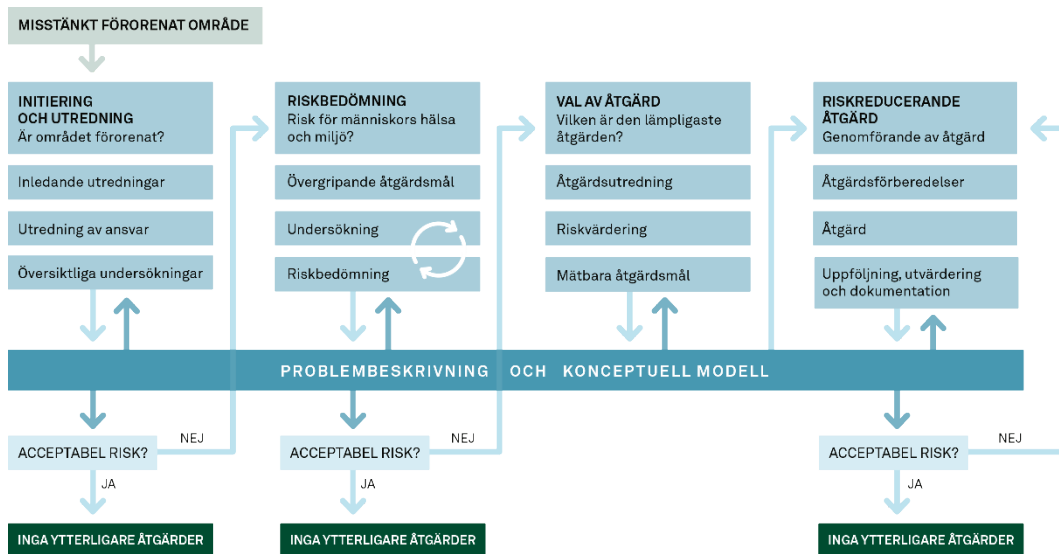 MISSTÄNKT FÖRORENAT OMRÅDE
INITIERING
OCH UTREDNING
Är området förorenat?
Inledande utredningar
Utredning av ansvar
Översiktliga undersökningar
RISKBEDÖMNING
Risk för människors hälsa
och miljö?
Övergripande åtgärdsmål
Undersökning
Riskbedömning
VAL AV ÅTGÄRD
Vilken är den lämpligaste
åtgärden?
Åtgärdsutredning
Riskvärdering
Mätbara åtgärdsmål
RISKREDUCERANDE
ÅTGÄRD
Genomförande av åtgärd
Åtgärdsförberedelser
Åtgärd
Uppföljning, utvärdering
och dokumentation
PROBLEMBESKRIVNING OCH KONCEPTUELL MODELL
ACCEPTABEL RISK?
NEJ
JA
INGA YTTERLIGARE ÅTGÄRDER
ACCEPTABEL RISK?
NEJ
JA
INGA YTTERLIGARE ÅTGÄRDER
ACCEPTABEL RISK?
NEJ
JA
INGA YTTERLIGARE ÅTGÄRDER